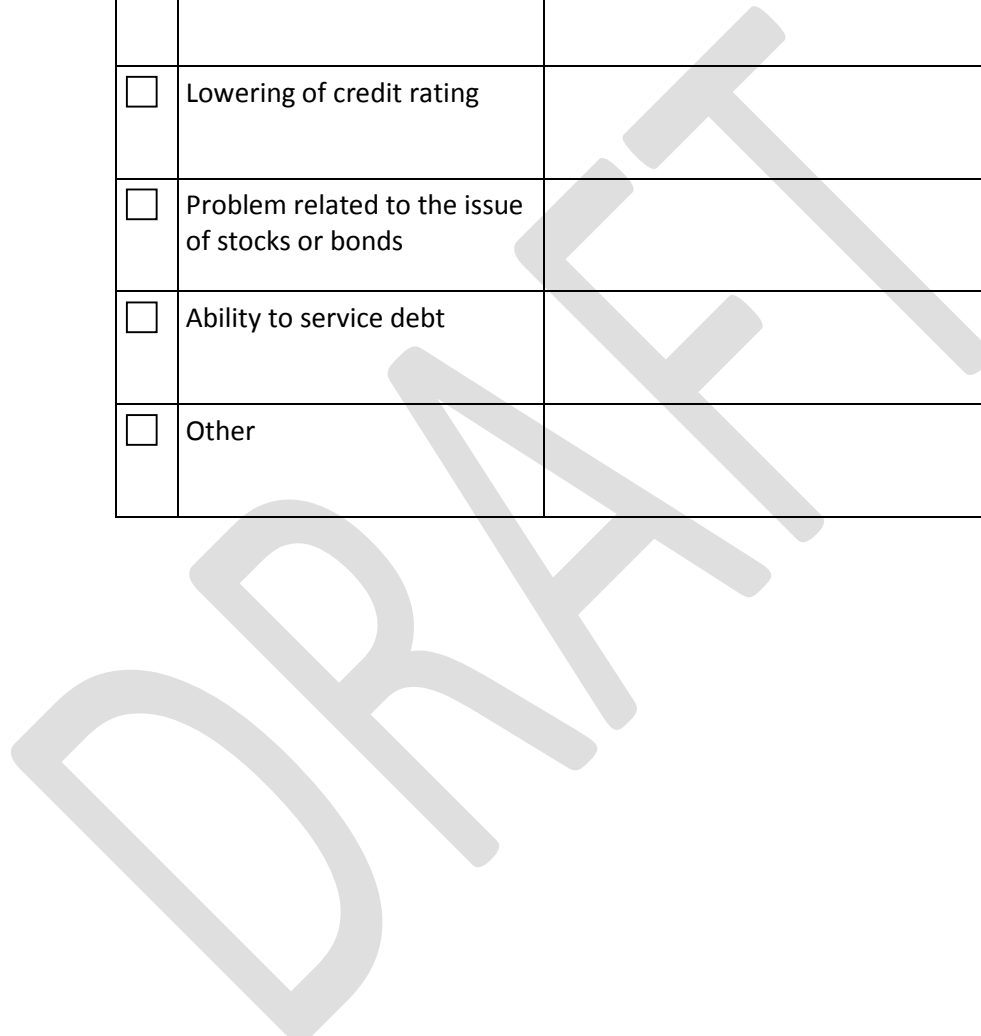 Lowering of credit rating
Problem related to the issue
of stocks or bonds
Ability to service debt
Other
DRAFT